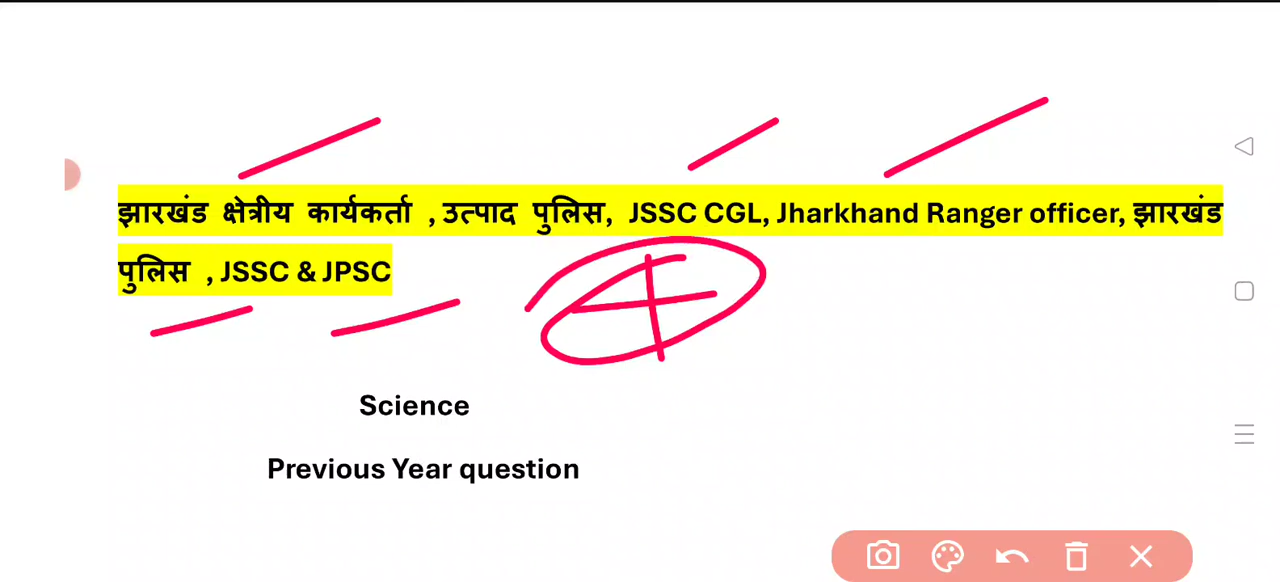 झारखंड क्षेत्रीय कार्यकर्ता , उत्पाद पुलिस, JSSC CGL, Jharkhand Ranger officer, झारखंड
पुलिस , JSSC & JPSC
Science
Previous Year question